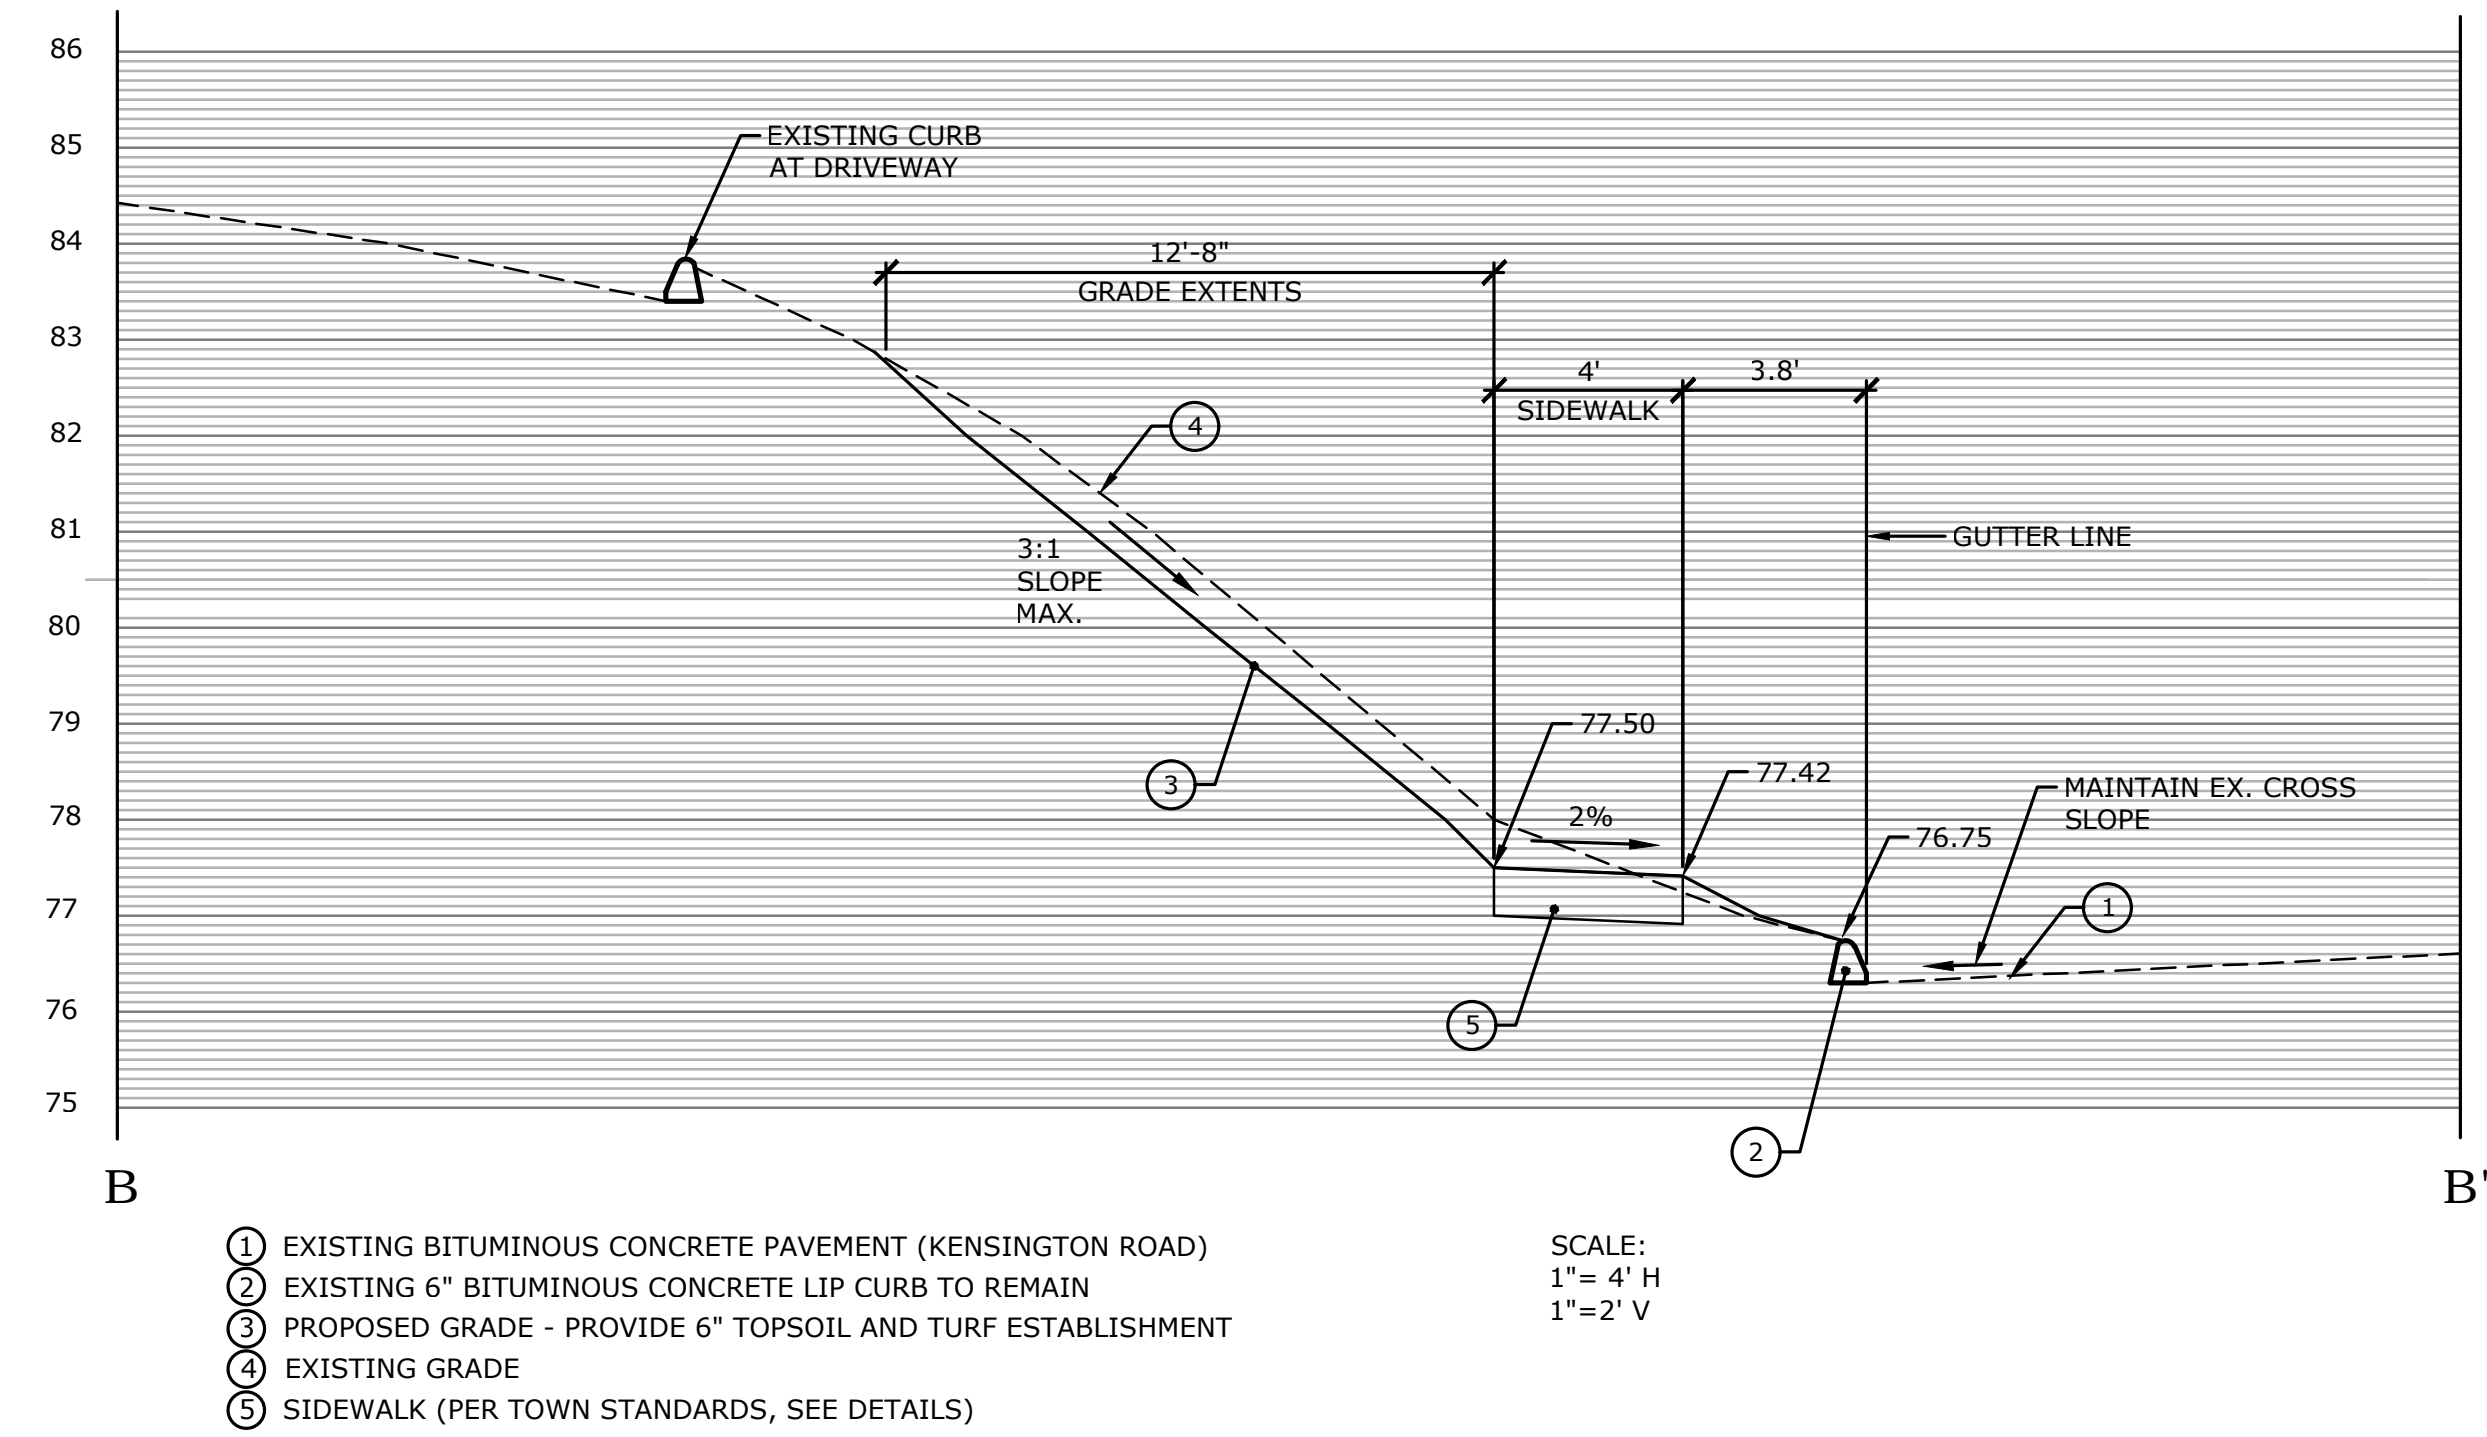 86
85
84
83
82
81
80
79
78
77
76
75
EXISTING CURB
AT DRIVEWAY
12'-8"
GRADE EXTENTS
4'
SIDEWALK
3.8'
4
GUTTER LINE
3:1
SLOPE
MAX.
3
77.50
77.42
2%
76.75
MAINTAIN EX. CROSS
SLOPE
1
5
2
B
B'
1 EXISTING BITUMINOUS CONCRETE PAVEMENT (KENSINGTON ROAD)
2 EXISTING 6" BITUMINOUS CONCRETE LIP CURB TO REMAIN
3 PROPOSED GRADE - PROVIDE 6" TOPSOIL AND TURF ESTABLISHMENT
4 EXISTING GRADE
5 SIDEWALK (PER TOWN STANDARDS, SEE DETAILS)
SCALE:
1"= 4' H
1"=2' V